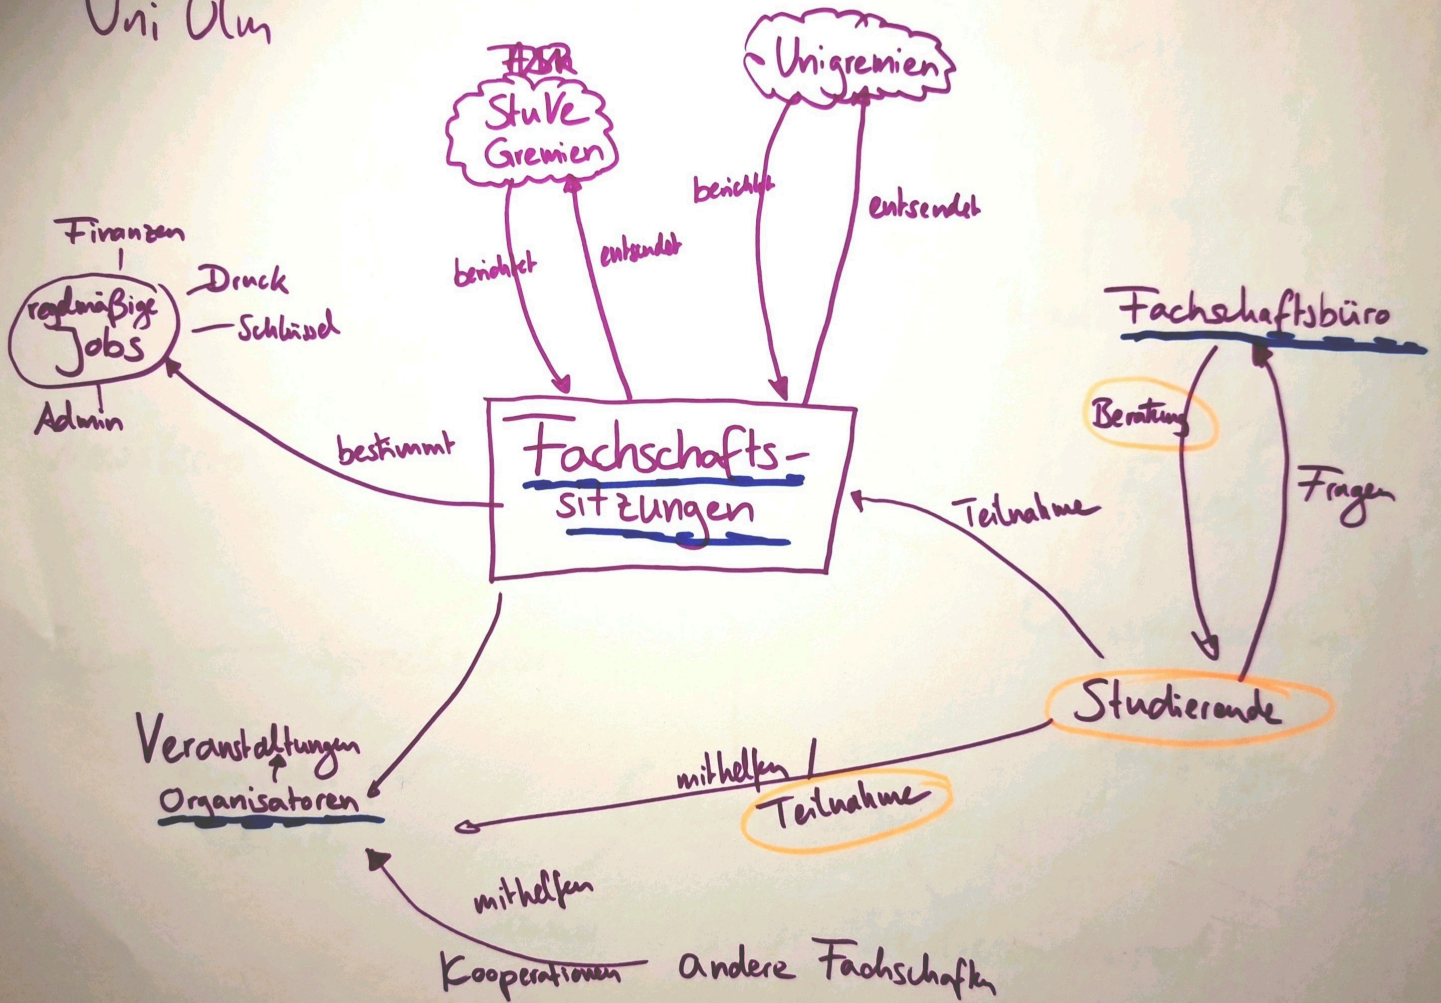 Uni Ulm
StuVe
Gremien
Unigremien
berichtet
entsendet
berichtet
entsendet
Finanzen
Druck
regelmäßige
Jobs
Schlüssel
Admin
bestimmt
Fachschafts-
sitzungen
Fachschaftsbüro
Beratung
Fragen
Teilnahme
Studierende
Veranstaltungen
Organisatoren
mithelfen /
Teilnahme
mithelfen
Kooperationen
andere Fachschaften